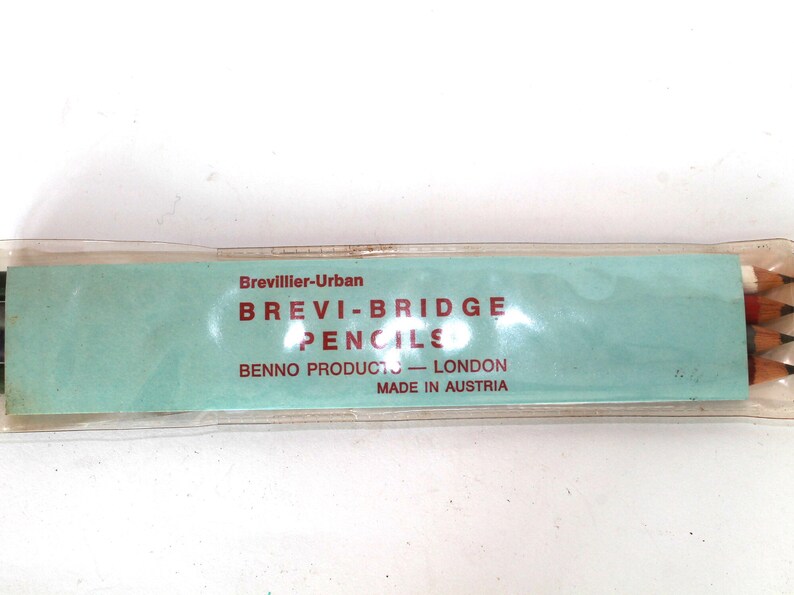 Brevillier-Urban
BREVI-BRIDGE
PENCILS
BENNO PRODUCTS — LONDON
MADE IN AUSTRIA